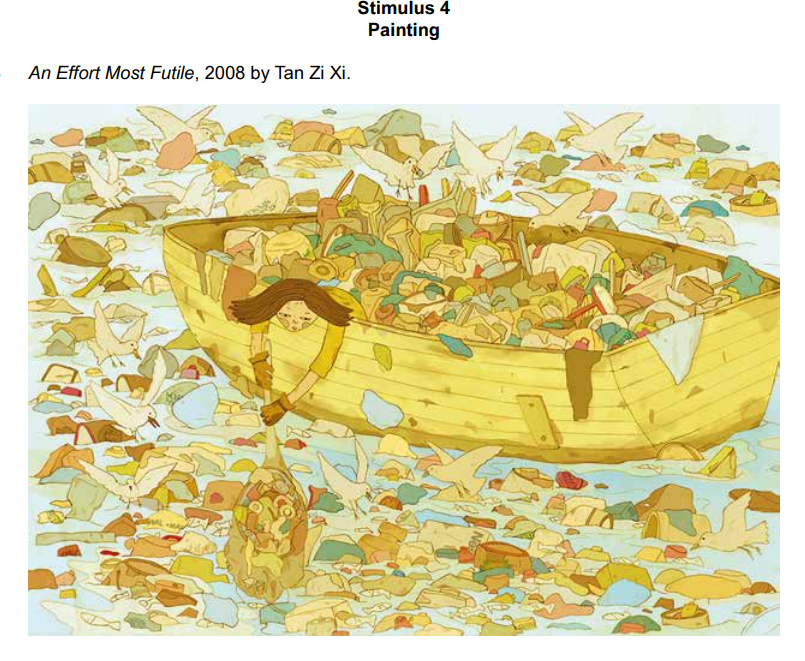 Stimulus 4
Painting
An Effort Most Futile, 2008 by Tan Zi Xi.